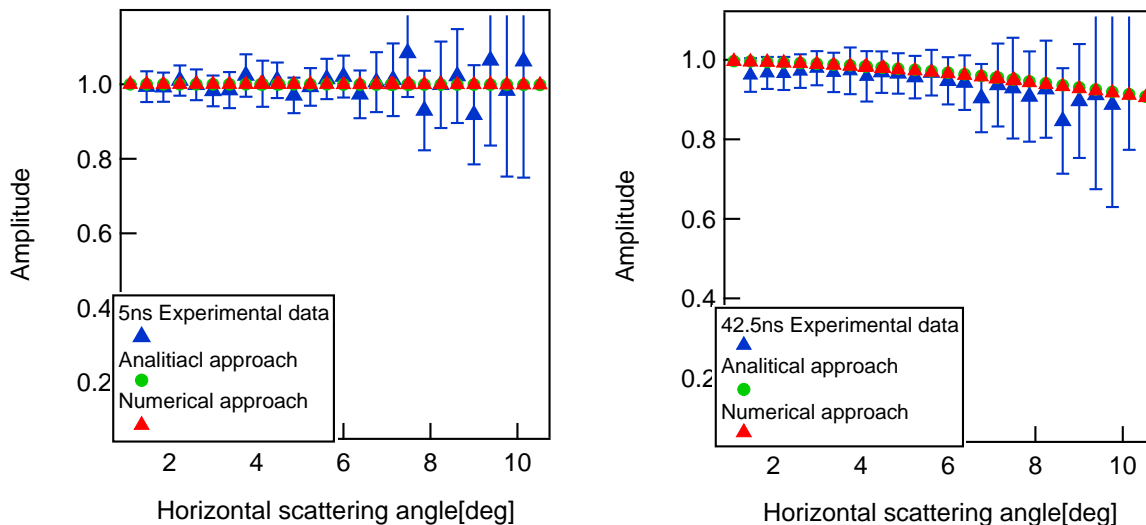 1.0
0.8
0.6
0.4
0.2
Amplitude
5ns Experimental data
Analitiacl approach
Numerical approach
2 4 6 8 10
Horizontal scattering angle[deg]
1.0
0.8
0.6
0.4
0.2
Amplitude
42.5ns Experimental data
Analitical approach
Numerical approach
2 4 6 8 10
Horizontal scattering angle[deg]